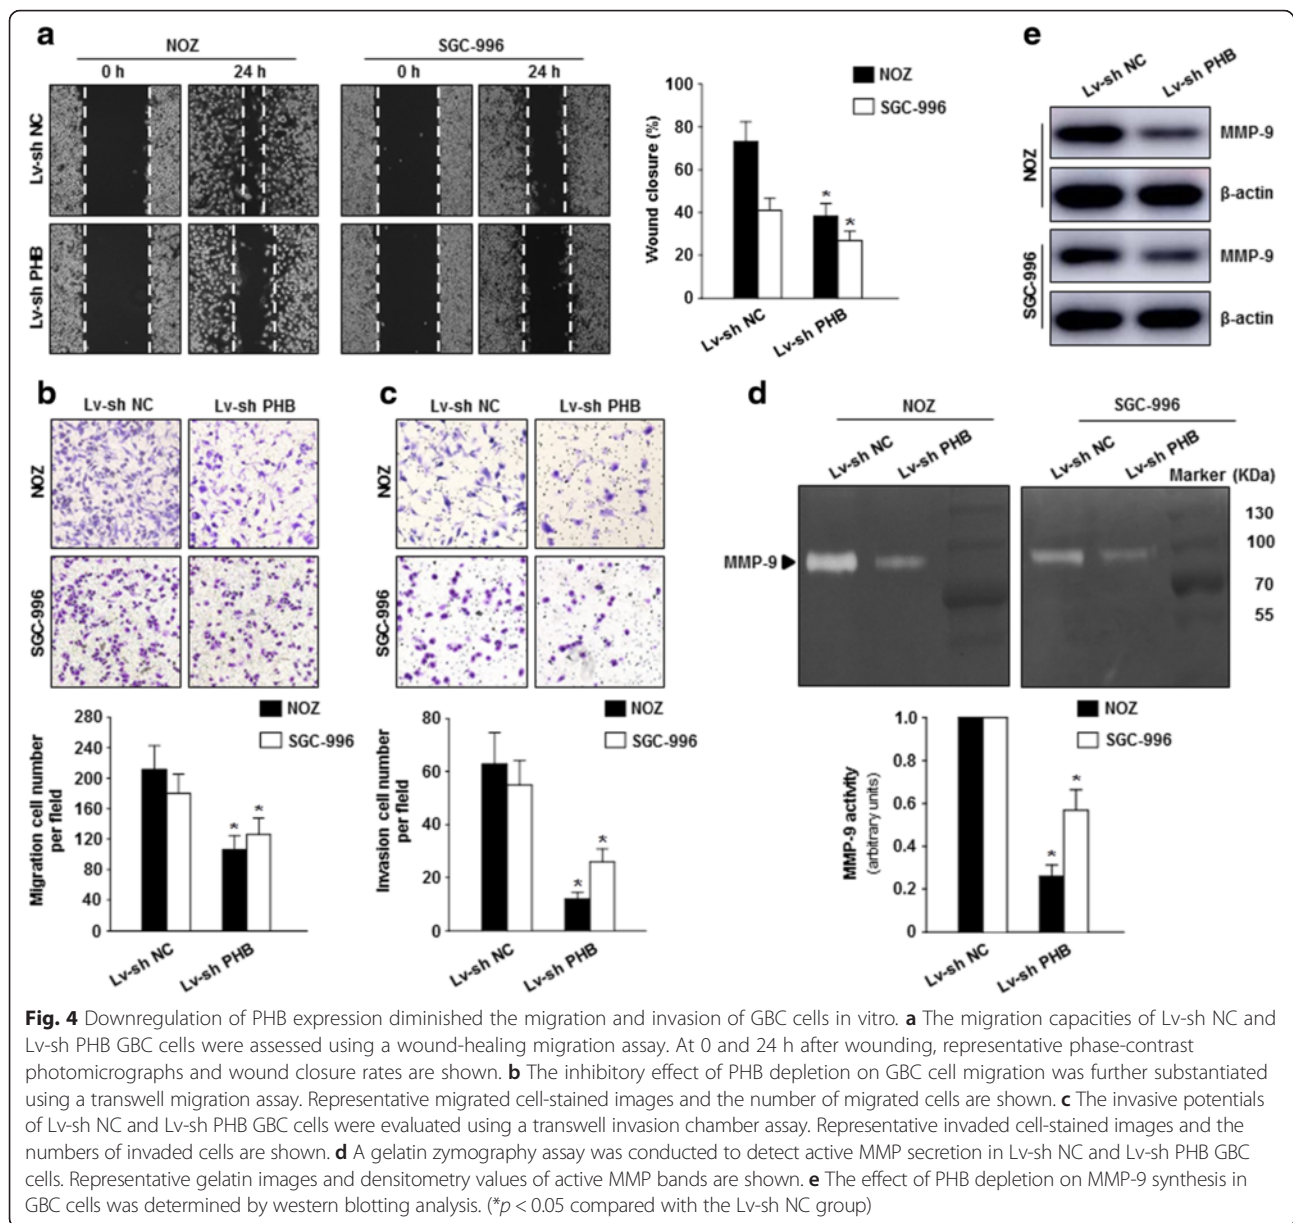 a
NOZ
SGC-996
0 h
24 h
0 h
24 h
Lv-sh NC
Lv-sh PHB
100
80
60
40
20
0
Wound closure (%)
NOZ
SGC-996
*
*
Lv-sh NC
Lv-sh PHB
e
Lv-sh NC
Lv-sh PHB
NOZ
MMP-9
β-actin
SGC-996
MMP-9
β-actin
b
Lv-sh NC
Lv-sh PHB
NOZ
SGC-996
280
240
200
160
120
80
40
0
Migration cell number
per field
NOZ
SGC-996
*
*
Lv-sh NC
Lv-sh PHB
c
Lv-sh NC
Lv-sh PHB
NOZ
SGC-996
80
60
40
20
0
Invasion cell number
per field
NOZ
SGC-996
*
*
Lv-sh NC
Lv-sh PHB
d
NOZ
SGC-996
Lv-sh NC
Lv-sh PHB
Lv-sh NC
Lv-sh PHB
Marker (KDa)
130
100
70
55
MMP-9
1.0
0.8
0.6
0.4
0.2
0
MMP-9 activity
(arbitrary units)
NOZ
SGC-996
*
*
Lv-sh NC
Lv-sh PHB
Fig. 4 Downregulation of PHB expression diminished the migration and invasion of GBC cells in vitro. a The migration capacities of Lv-sh NC and
Lv-sh PHB GBC cells were assessed using a wound-healing migration assay. At 0 and 24 h after wounding, representative phase-contrast
photomicrographs and wound closure rates are shown. b The inhibitory effect of PHB depletion on GBC cell migration was further substantiated
using a transwell migration assay. Representative migrated cell-stained images and the number of migrated cells are shown. c The invasive potentials
of Lv-sh NC and Lv-sh PHB GBC cells were evaluated using a transwell invasion chamber assay. Representative invaded cell-stained images and the
numbers of invaded cells are shown. d A gelatin zymography assay was conducted to detect active MMP secretion in Lv-sh NC and Lv-sh PHB GBC
cells. Representative gelatin images and densitometry values of active MMP bands are shown. e The effect of PHB depletion on MMP-9 synthesis in
GBC cells was determined by western blotting analysis. (*p < 0.05 compared with the Lv-sh NC group)